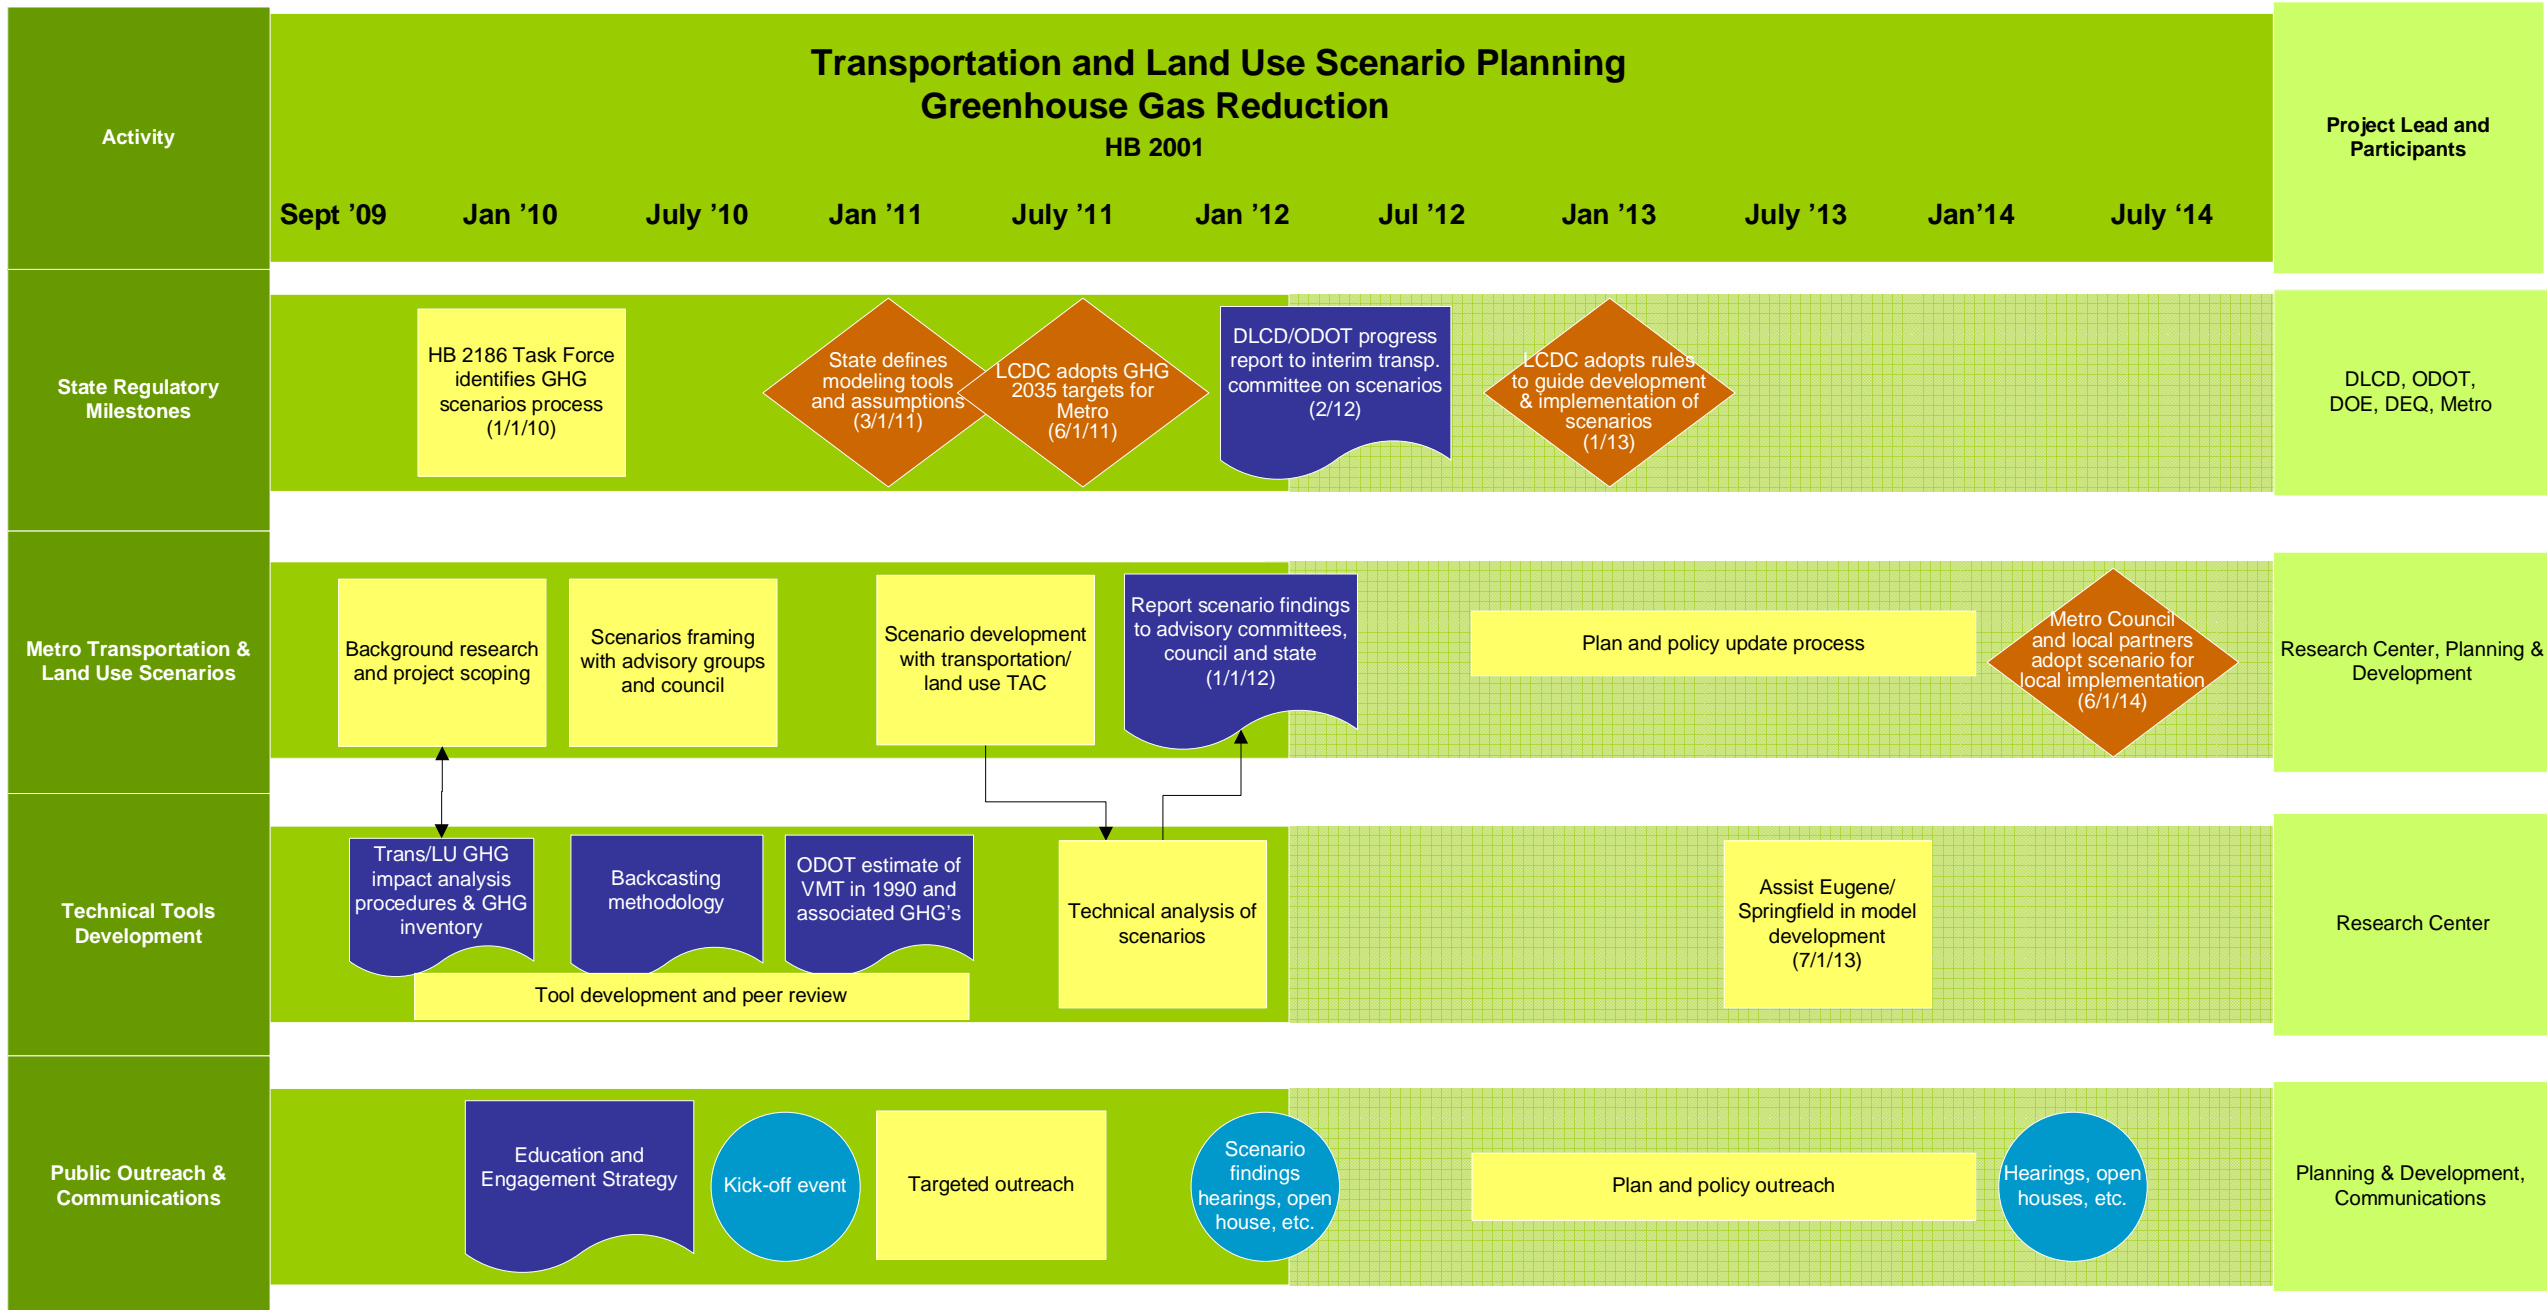 Activity
Transportation and Land Use Scenario Planning
Greenhouse Gas Reduction
HB 2001
Sept ’09 Jan ’10 July ’10 Jan ’11 July ’11 Jan ’12 Jul ’12 Jan ’13 July ’13 Jan’14 July ‘14
Project Lead and
Participants
State Regulatory
Milestones
HB 2186 Task Force
identifies GHG
scenarios process
(1/1/10)
State defines
modeling tools
and assumptions
(3/1/11)
LCDC adopts GHG
2035 targets for
Metro
(6/1/11)
DLCD/ODOT progress
report to interim transp.
committee on scenarios
(2/12)
LCDC adopts rules
to guide development
& implementation of
scenarios
(1/13)
DLCD, ODOT,
DOE, DEQ, Metro
Metro Transportation &
Land Use Scenarios
Background research
and project scoping
Scenarios framing
with advisory groups
and council
Scenario development
with transportation/
land use TAC
Report scenario findings
to advisory committees,
council and state
(1/1/12)
Plan and policy update process
Metro Council
and local partners
adopt scenario for
local implementation
(6/1/14)
Research Center, Planning &
Development
Technical Tools
Development
Trans/LU GHG
impact analysis
procedures & GHG
inventory
Backcasting
methodology
ODOT estimate of
VMT in 1990 and
associated GHG’s
Tool development and peer review
Technical analysis of
scenarios
Assist Eugene/
Springfield in model
development
(7/1/13)
Research Center
Public Outreach &
Communications
Education and
Engagement Strategy
Kick-off event
Targeted outreach
Scenario
findings
hearings, open
house, etc.
Plan and policy outreach
Hearings, open
houses, etc.
Planning & Development,
Communications